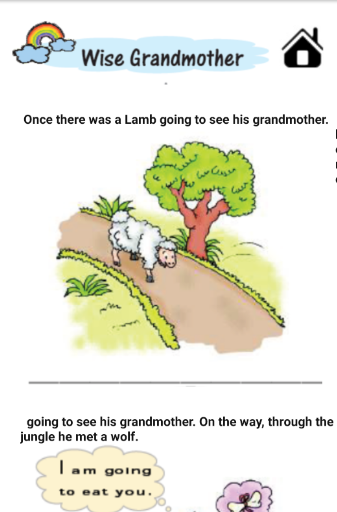 Wise Grandmother
Once there was a Lamb going to see his grandmother.
going to see his grandmother. On the way, through the
jungle he met a wolf.
I am going
to eat you.